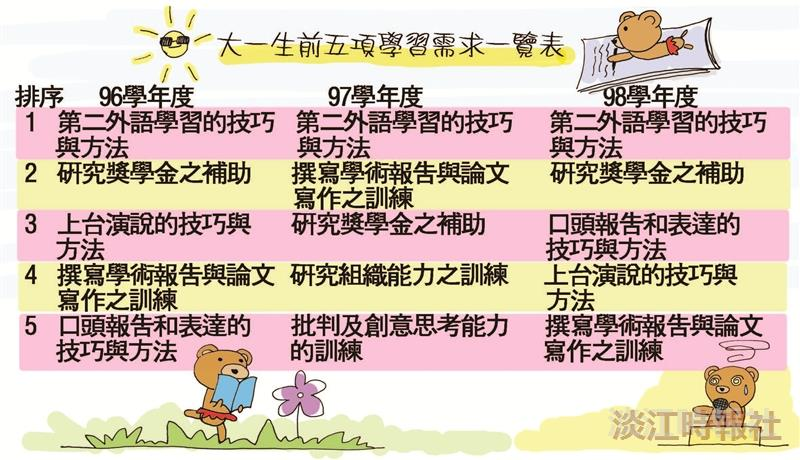 大一生前五項學習需求一覽表
排序 96學年度 97學年度 98學年度
1 第二外語學習的技巧 第二外語學習的技巧 第二外語學習的技巧
與方法 與方法 與方法
2 研究獎學金之補助 撰寫學術報告與論文 研究獎學金之補助
寫作之訓練
3 上台演說的技巧與 研究獎學金之補助 口頭報告和表達的
方法 技巧與方法
4 撰寫學術報告與論文 研究組織能力之訓練 上台演說的技巧與
寫作之訓練 方法
5 口頭報告和表達的 批判及創意思考能力 撰寫學術報告與論文
技巧與方法 的訓練 寫作之訓練
淡江時報社